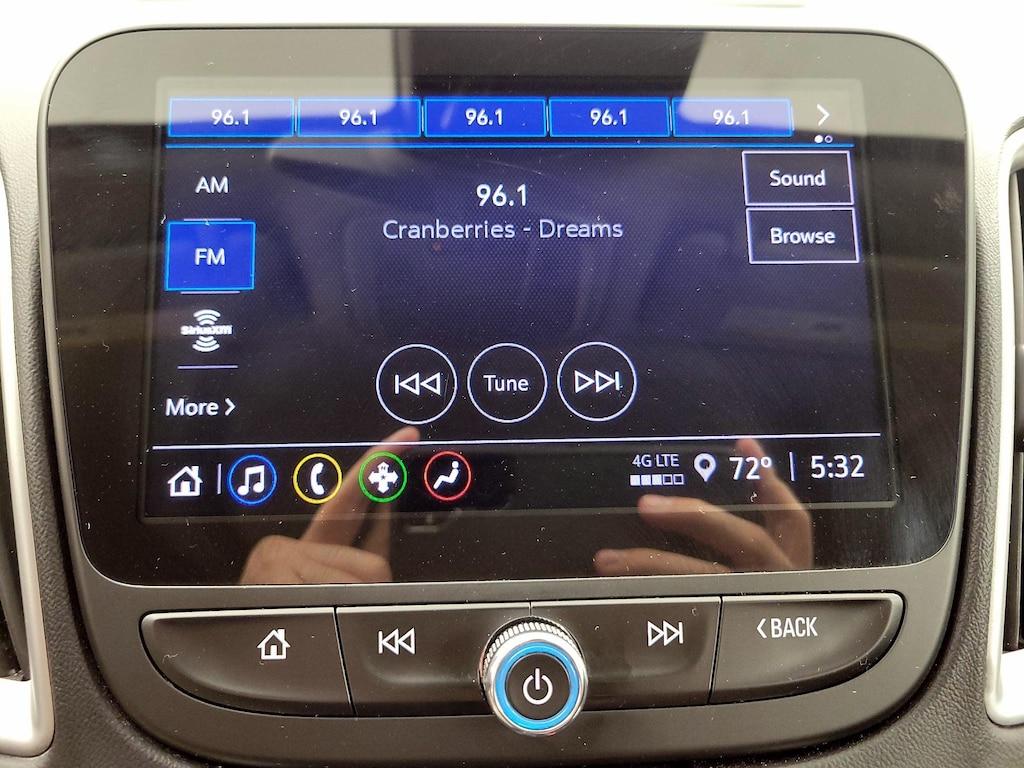 96.1 96.1 96.1 96.1 96.1
AM
96.1
Sound
Cranberries - Dreams
Browse
FM
SiriusXM
Tune
More
4G LTE
72° 5:32
BACK